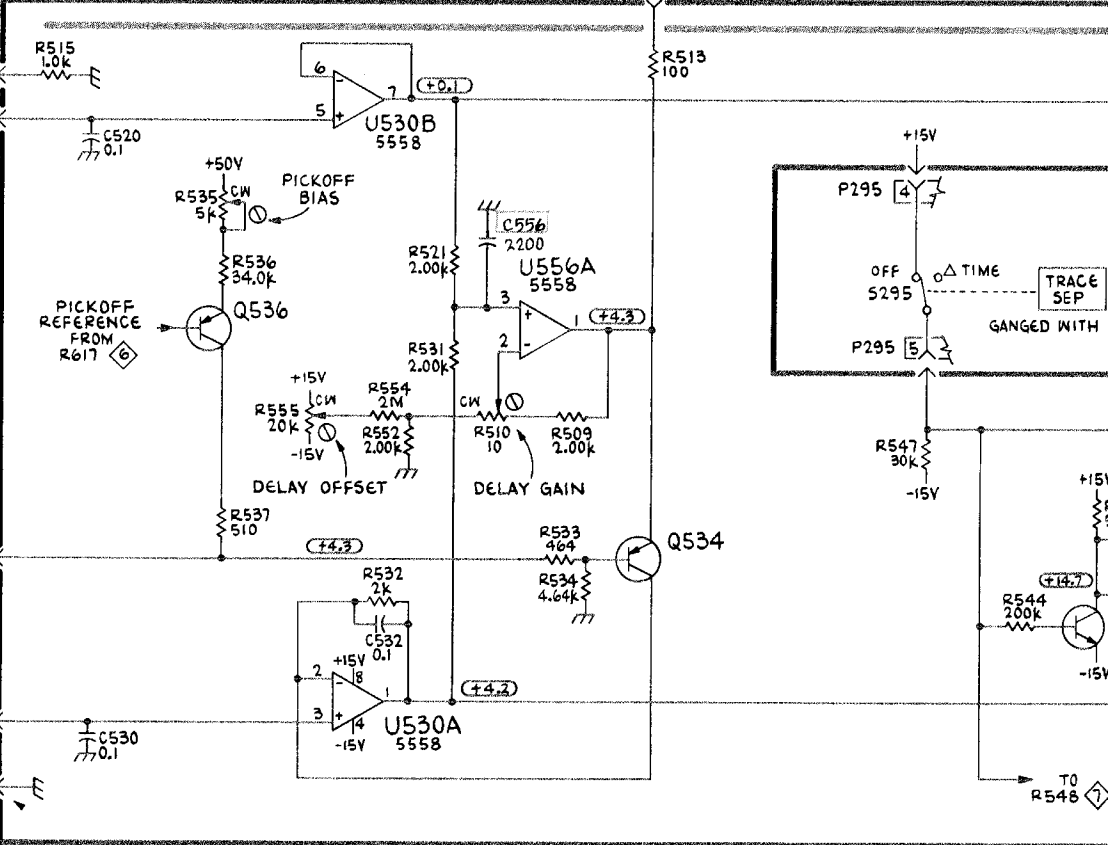 R515
1.0k
6
5
7
+0.1
U530B
5558
C520
0.1
R513
100
+50V
R535
5k
CW
PICKOFF
BIAS
R536
34.0k
Q536
PICKOFF
REFERENCE
FROM
R617 6
C556
2200
R521
2.00k
U556A
5558
3
2
1
+4.3
R531
2.00k
+15V
R555
20k
CW
-15V
R554
2M
R552
2.00k
CW
R510
10
R509
2.00k
DELAY OFFSET
DELAY GAIN
R537
510
+4.3
R533
464
R534
4.64k
Q534
R532
2k
C532
0.1
+15V
8
2
3
1
4
-15V
+4.2
U530A
5558
C530
0.1
+15V
P295 4
OFF
S295
Δ TIME
TRACE
SEP
GANGED WITH
P295 5
R547
30k
-15V
+15V
+14.7
R544
200k
-15V
TO
R548 7